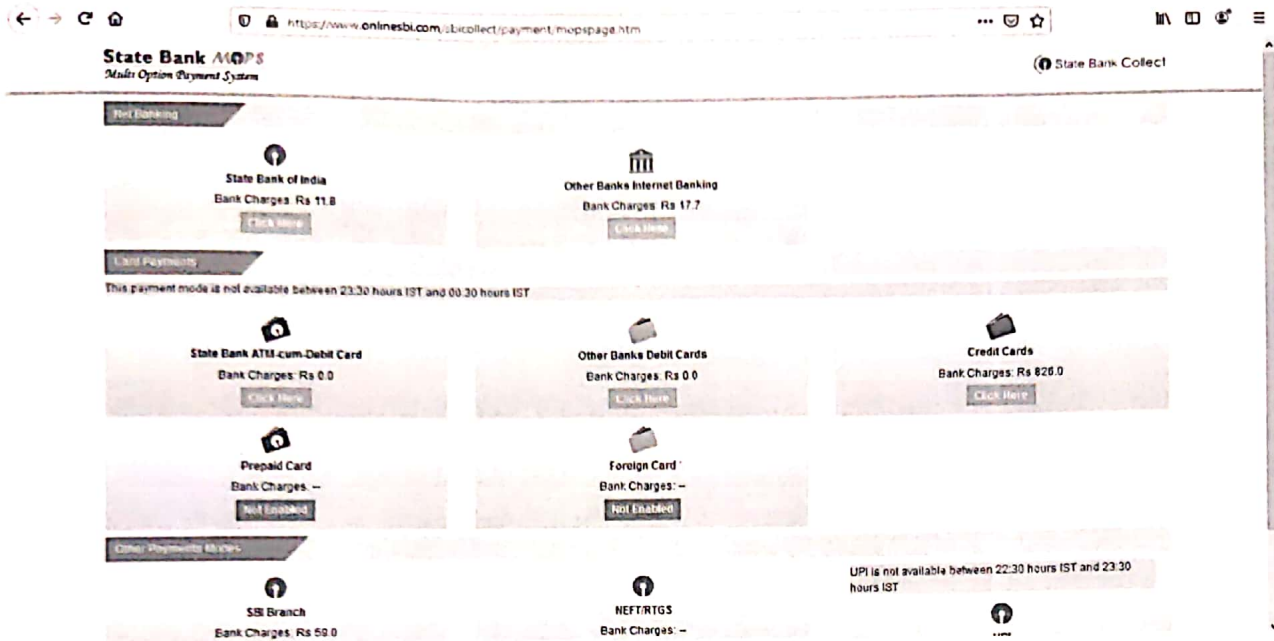 https://www.onlinesbi.com/sbicollect/payment/mopspage.htm
State Bank MOPS
Multi Option Payment System
State Bank Collect
Net Banking
State Bank of India
Bank Charges: Rs 11.8
Click Here
Other Banks Internet Banking
Bank Charges: Rs 17.7
Click Here
Card Payments
This payment mode is not available between 23:30 hours IST and 00:30 hours IST
State Bank ATM-cum-Debit Card
Bank Charges: Rs 0.0
Click Here
Other Banks Debit Cards
Bank Charges: Rs 0.0
Click Here
Credit Cards
Bank Charges: Rs 826.0
Click Here
Prepaid Card
Bank Charges: --
Not Enabled
Foreign Card
Bank Charges: --
Not Enabled
Other Payments Modes
SBI Branch
Bank Charges: Rs 59.0
NEFT/RTGS
Bank Charges: --
UPI is not available between 22:30 hours IST and 23:30
hours IST